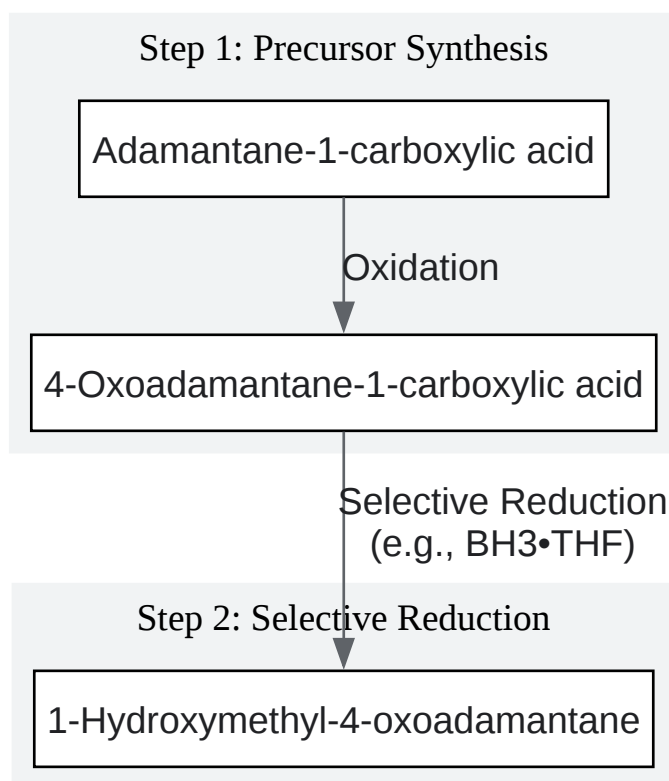 Step 1: Precursor Synthesis
Adamantane-1-carboxylic acid
Oxidation
4-Oxoadamantane-1-carboxylic acid
Selective Reduction
(e.g., BH3•THF)
Step 2: Selective Reduction
1-Hydroxymethyl-4-oxoadamantane